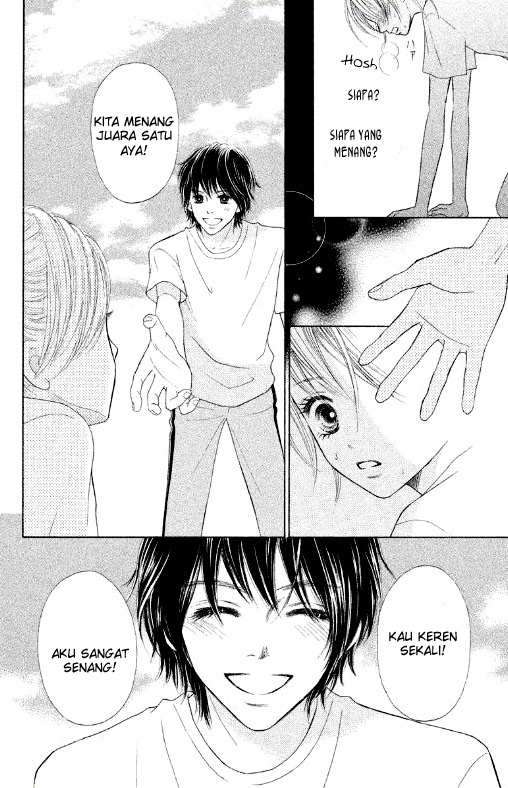 Hosh
SIAPA?
SIAPA YANG
MENANG?
KITA MENANG
JUARA SATU
AYA!
KAU KEREN
SEKALI!
AKU SANGAT
SENANG!